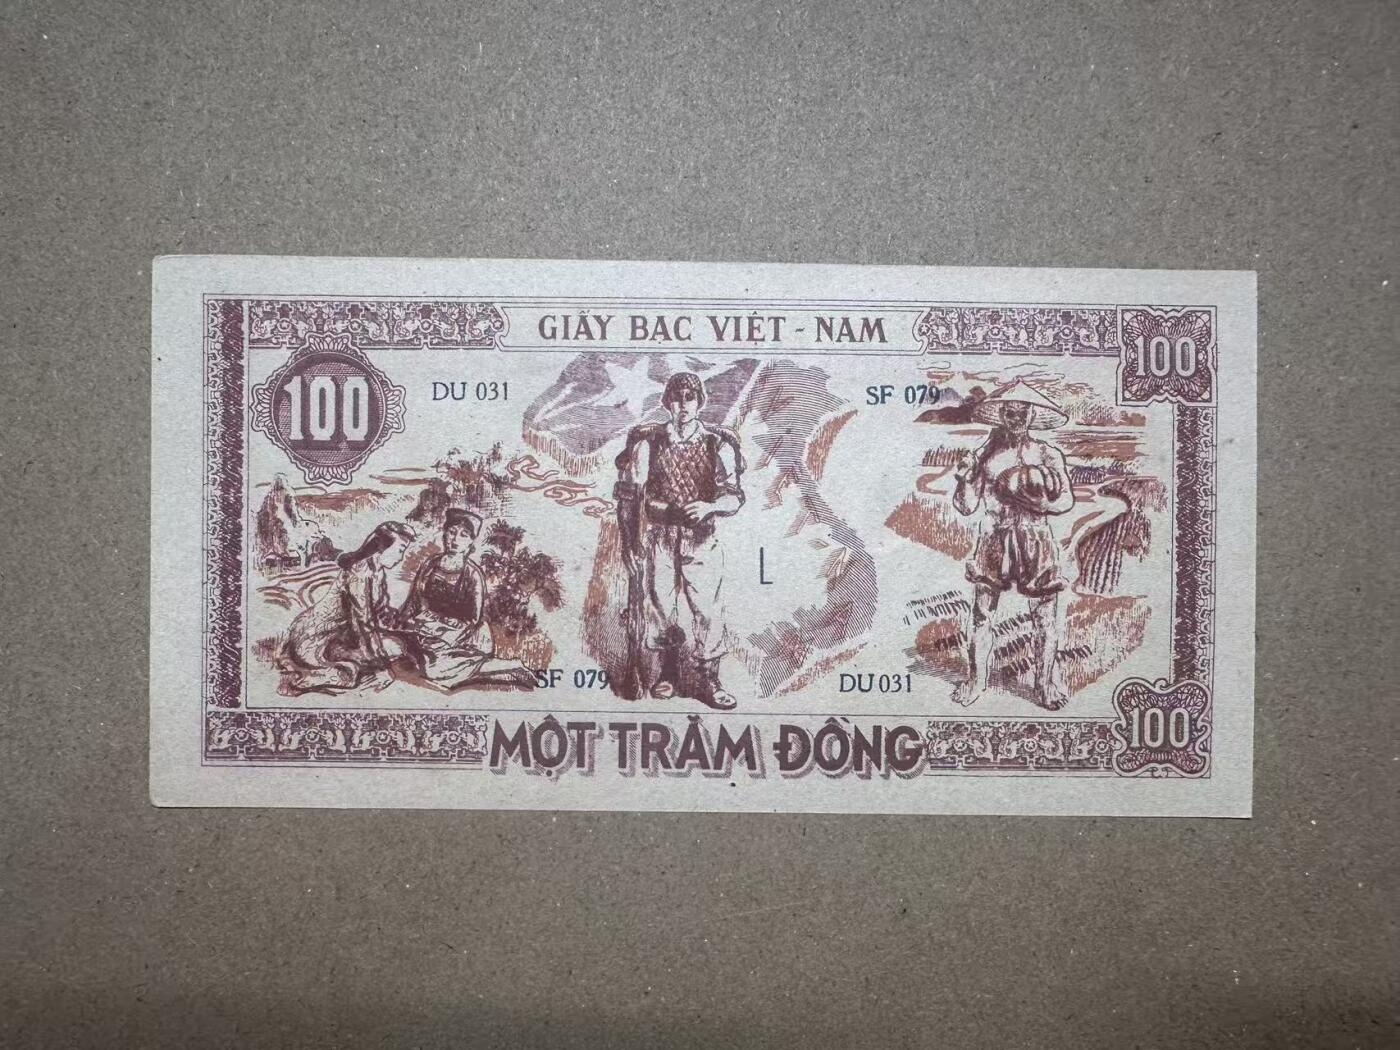 GIẤY BẠC VIỆT - NAM
100
100
DU 031
SF 079
L
SF 079
DU 031
MỘT TRĂM ĐỒNG
100